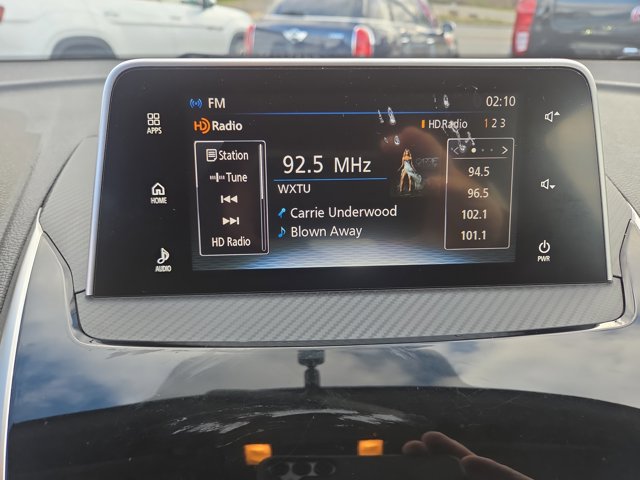 FM
02:10
HD Radio
HD Radio 1 2 3
APPS
HOME
AUDIO
Station
Tune
HD Radio
92.5 MHz
WXTU
Carrie Underwood
Blown Away
94.5
96.5
102.1
101.1
PWR